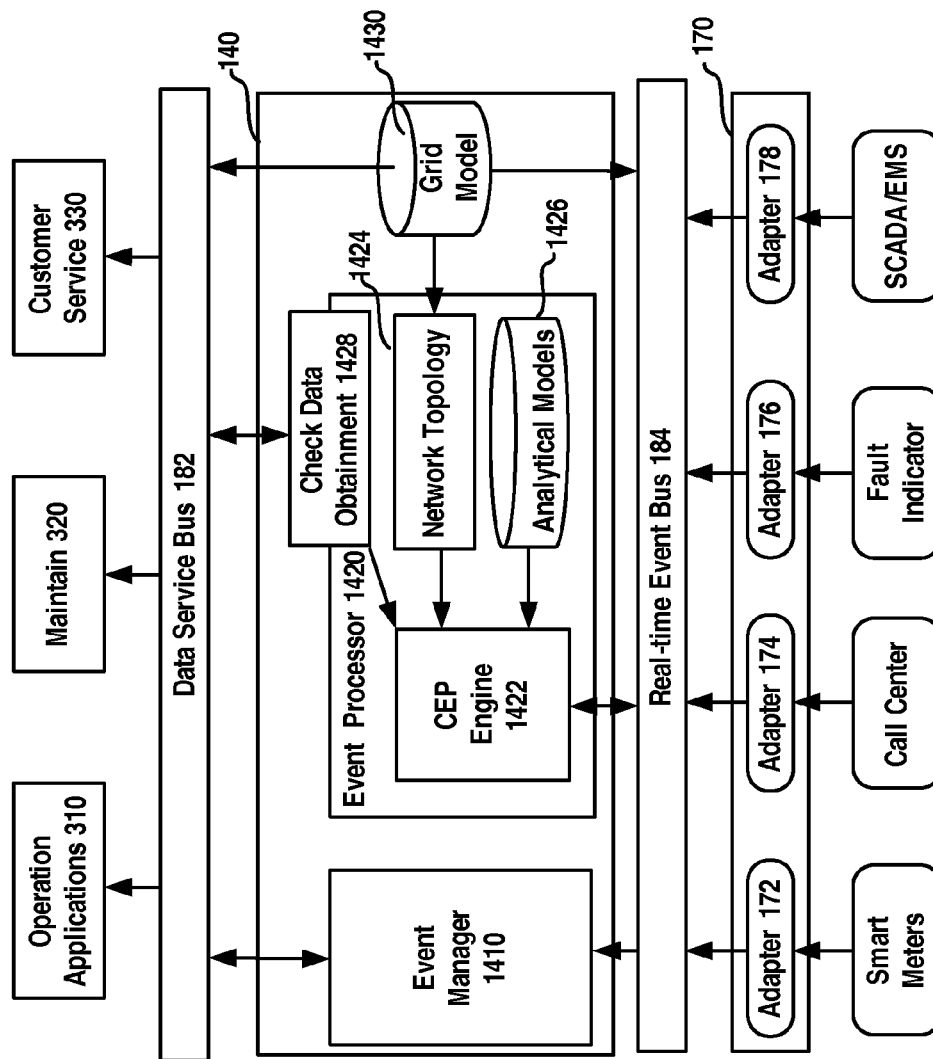 Operation
Applications 310
Maintain 320
Customer
Service 330
Data Service Bus 182
140
Event
Manager
1410
Event Processor 1420
CEP
Engine
1422
Check Data
Obtainment 1428
Network Topology
1424
Analytical Models
1426
Grid
Model
1430
Real-time Event Bus 184
170
Adapter 172
Adapter 174
Adapter 176
Adapter 178
Smart
Meters
Call Center
Fault
Indicator
SCADA/EMS